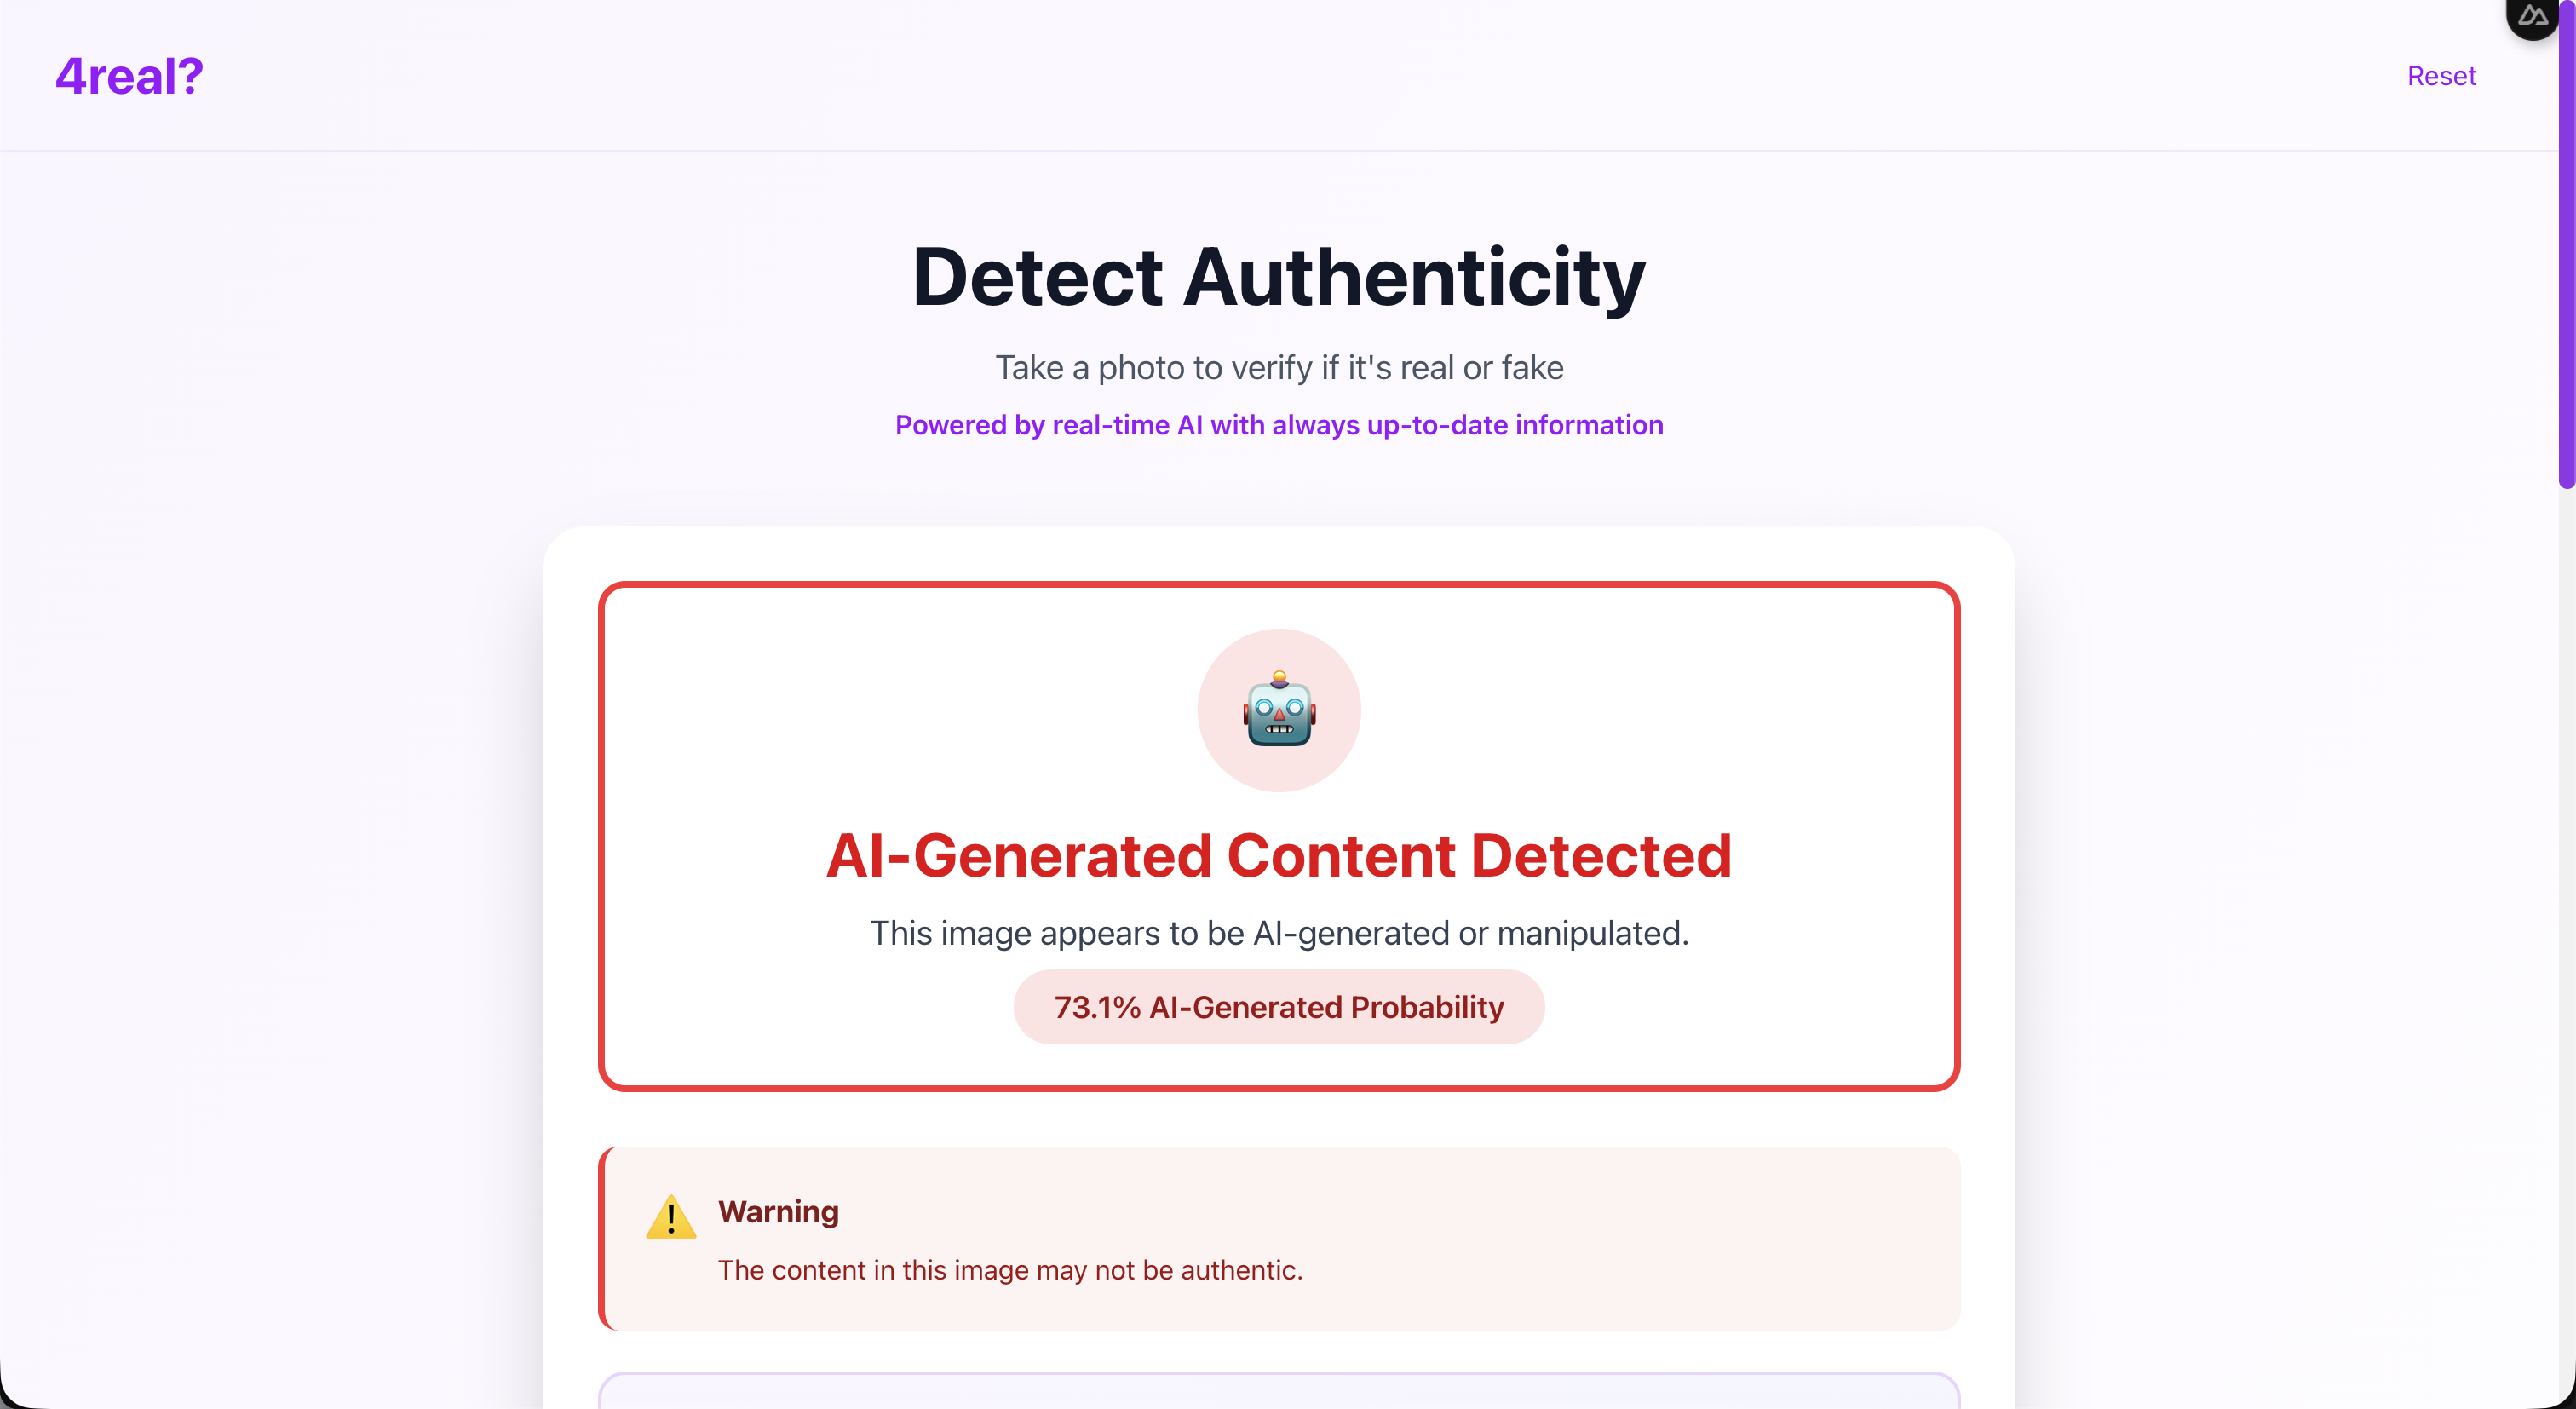 4real?
Reset
Detect Authenticity
Take a photo to verify if it's real or fake
Powered by real-time AI with always up-to-date information
AI-Generated Content Detected
This image appears to be AI-generated or manipulated.
73.1% AI-Generated Probability
Warning
The content in this image may not be authentic.